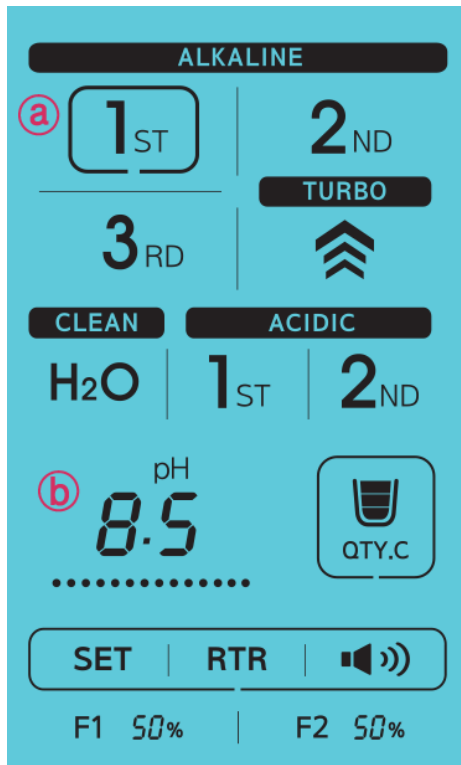 ALKALINE
ⓐ 1ST 2ND
TURBO
3RD
CLEAN ACIDIC
H2O 1ST 2ND
pH
ⓑ 8.5
QTY.C
SET RTR
F1 50% F2 50%